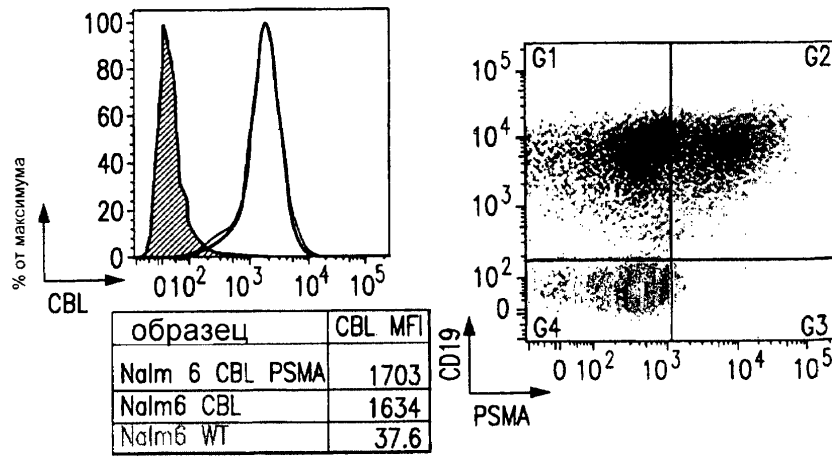 100
80
60
40
20
0
% от максимума
010² 10³ 10⁴ 10⁵
CBL
образец CBL MFI
Nalm 6 CBL PSMA 1703
Nalm6 CBL 1634
Nalm6 WT 37.6
G1 G2
10⁵
10⁴
10³
10²
0
G4 G3
CD19
0 10² 10³ 10⁴ 10⁵
PSMA